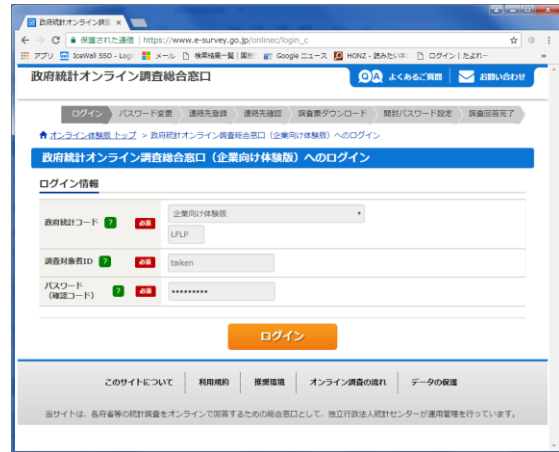 政府統計オンライン調
保護された通信 https://www.e-survey.go.jp/onlinec/login_c
アプリ IceWall SSO - Logi メール 検索結果一覧 Google ニュース HONZ - 読みたい本 ログイン | たよれー »
政府統計オンライン調査総合窓口
QA よくあるご質問 お問い合わせ
ログイン パスワード変更 連絡先登録 連絡先確認 調査票ダウンロード 開封パスワード設定 調査回答完了
オンライン体験版 トップ > 政府統計オンライン調査総合窓口（企業向け体験版）へのログイン
政府統計オンライン調査総合窓口（企業向け体験版）へのログイン
ログイン情報
政府統計コード ? 必須 企業向け体験版
LFLP
調査対象者ID ? 必須 taiken
パスワード
（確認コード） ? 必須 •••••••••
ログイン
このサイトについて 利用規約 推奨環境 オンライン調査の流れ データの保護
当サイトは、各府省等の統計調査をオンラインで回答するための総合窓口として、独立行政法人統計センターが運用管理を行っています。